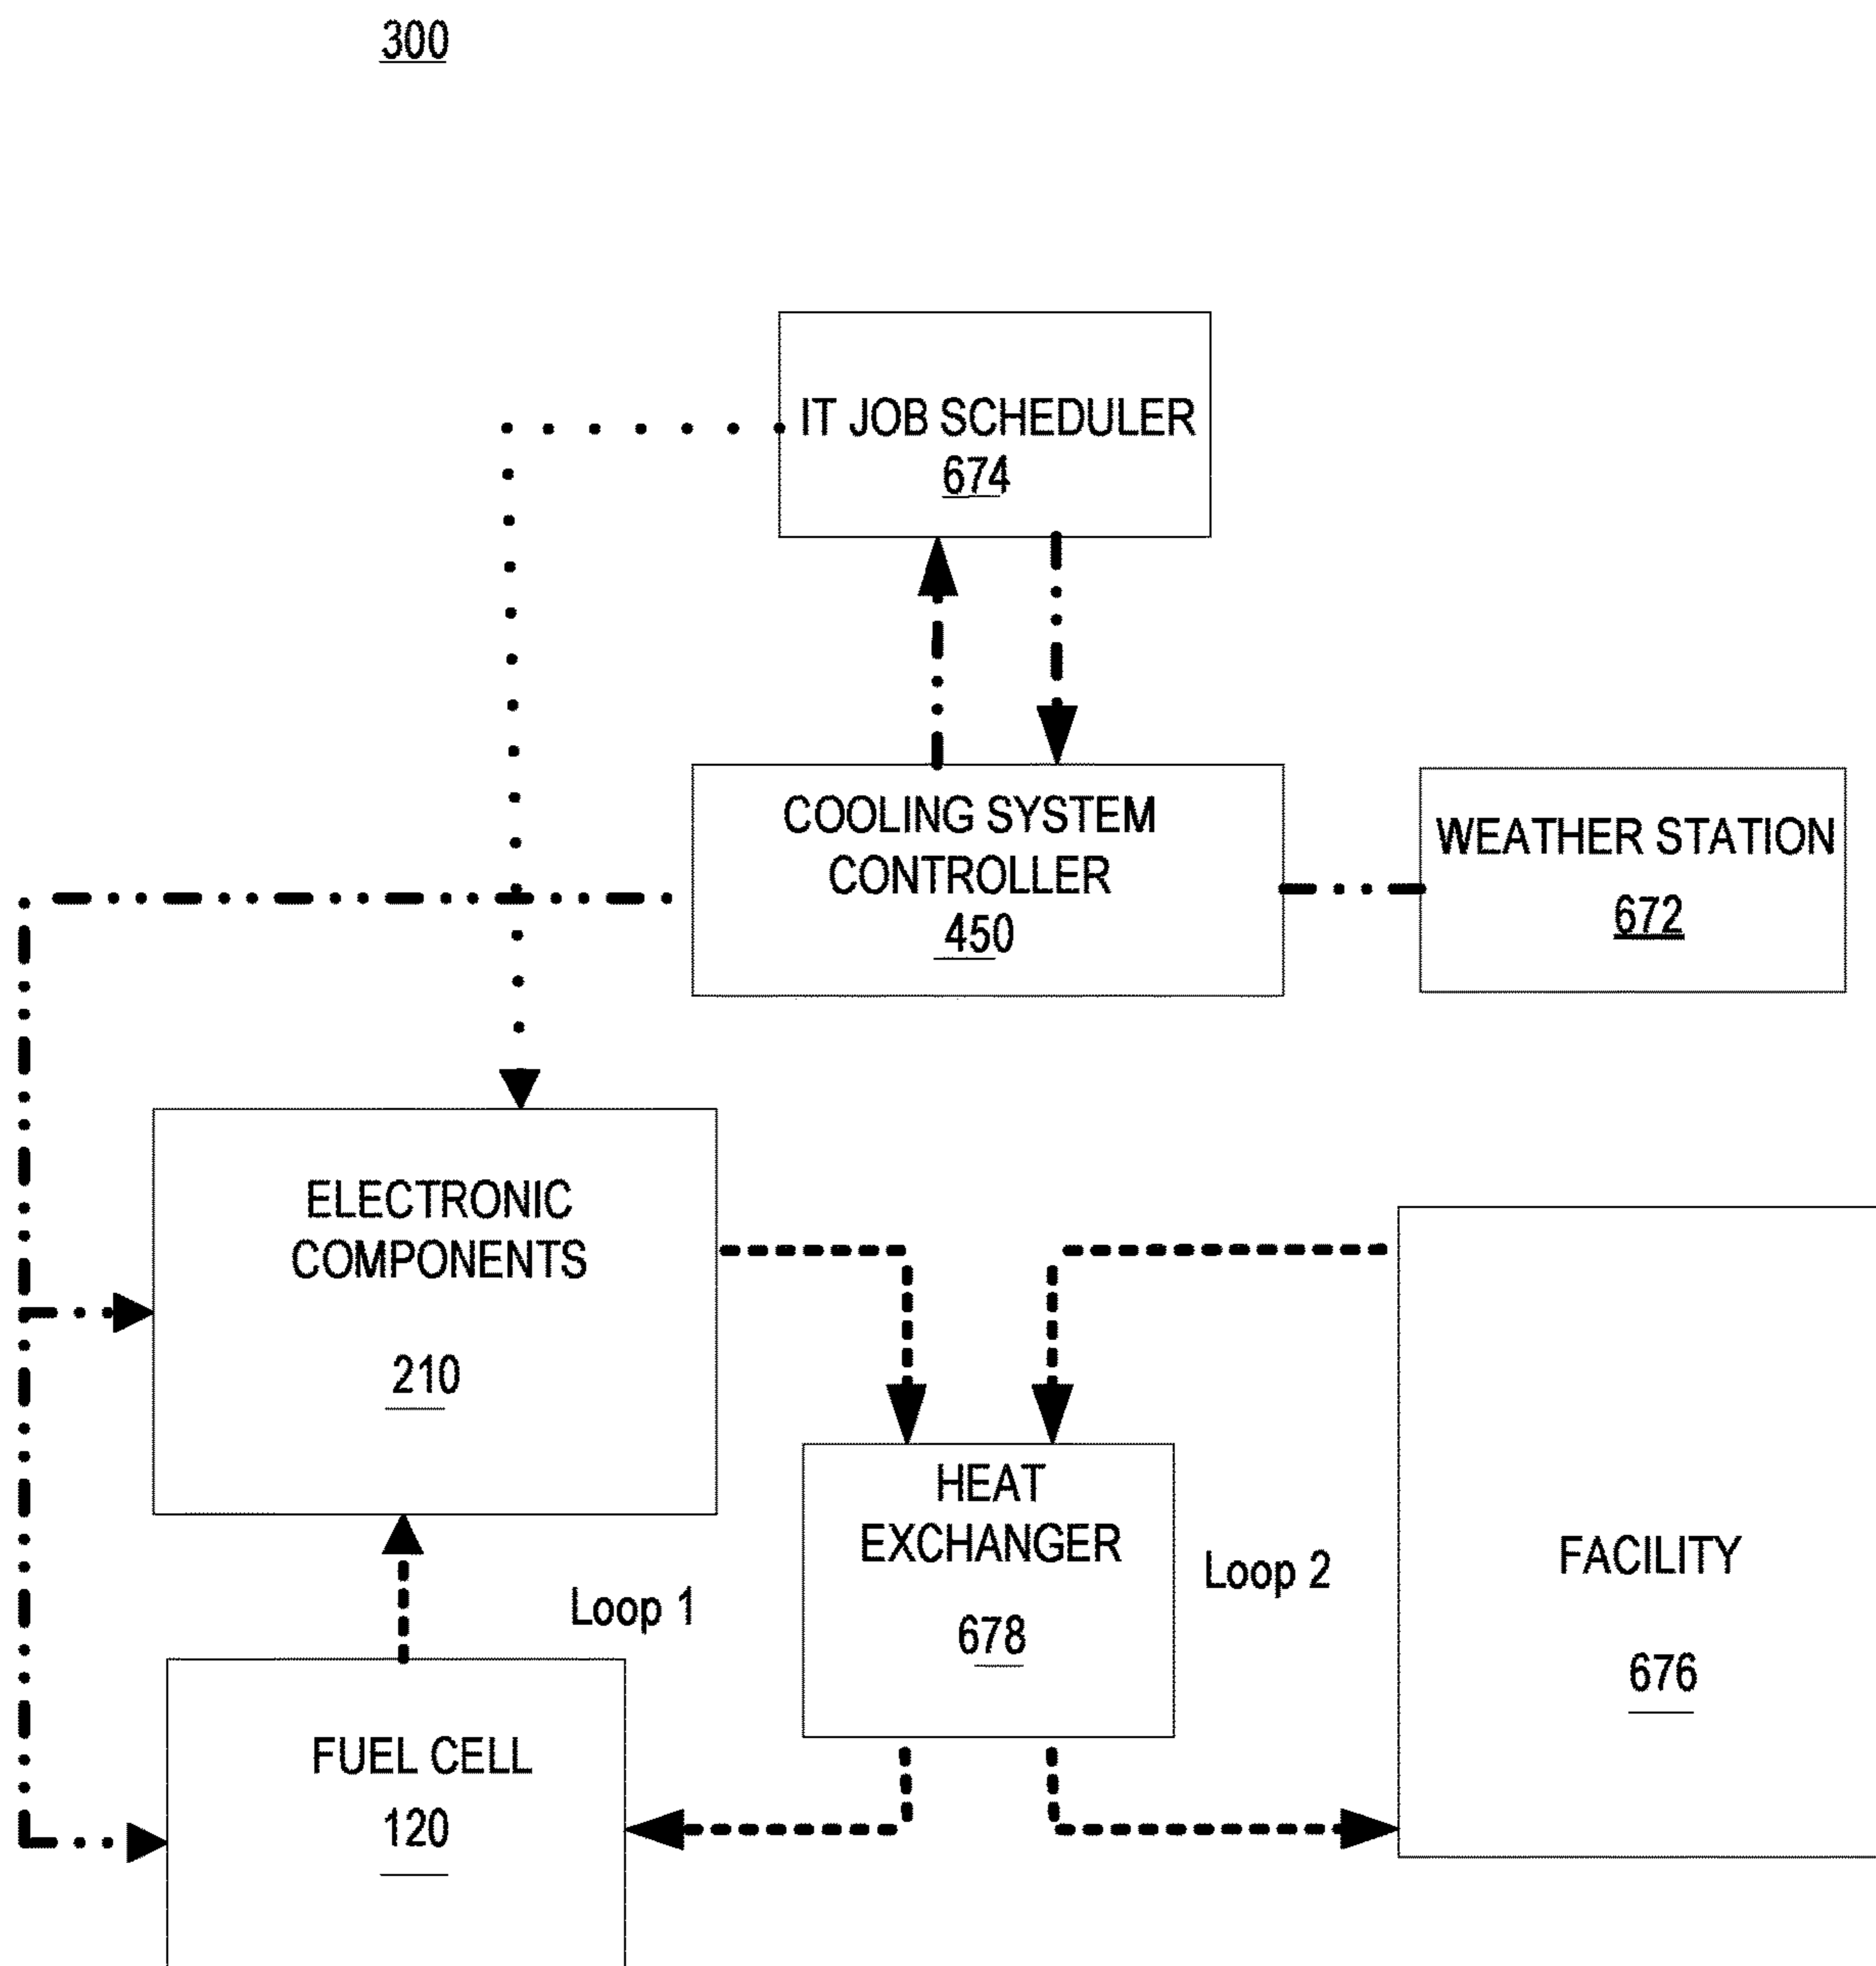 300
IT JOB SCHEDULER
674
COOLING SYSTEM
CONTROLLER
450
WEATHER STATION
672
ELECTRONIC
COMPONENTS
210
HEAT
EXCHANGER
678
Loop 1
Loop 2
FACILITY
676
FUEL CELL
120